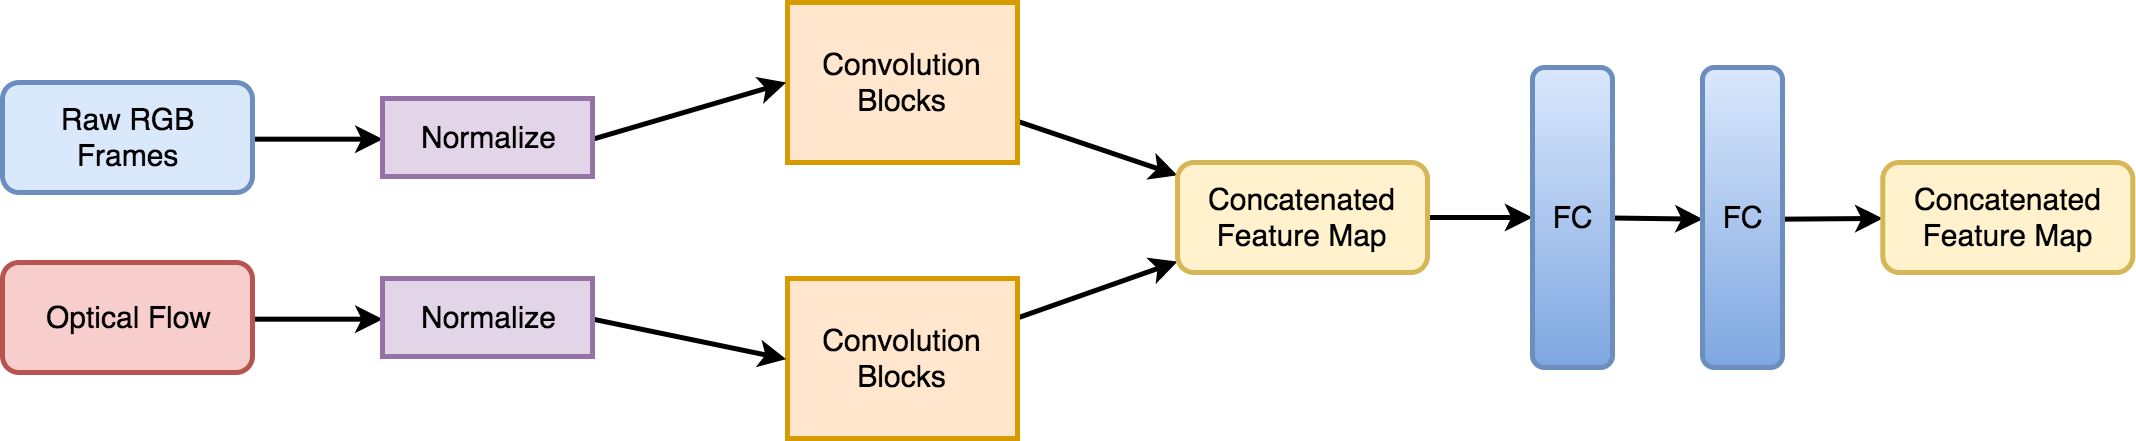 Raw RGB
Frames
Normalize
Convolution
Blocks
Optical Flow
Normalize
Convolution
Blocks
Concatenated
Feature Map
FC
FC
Concatenated
Feature Map